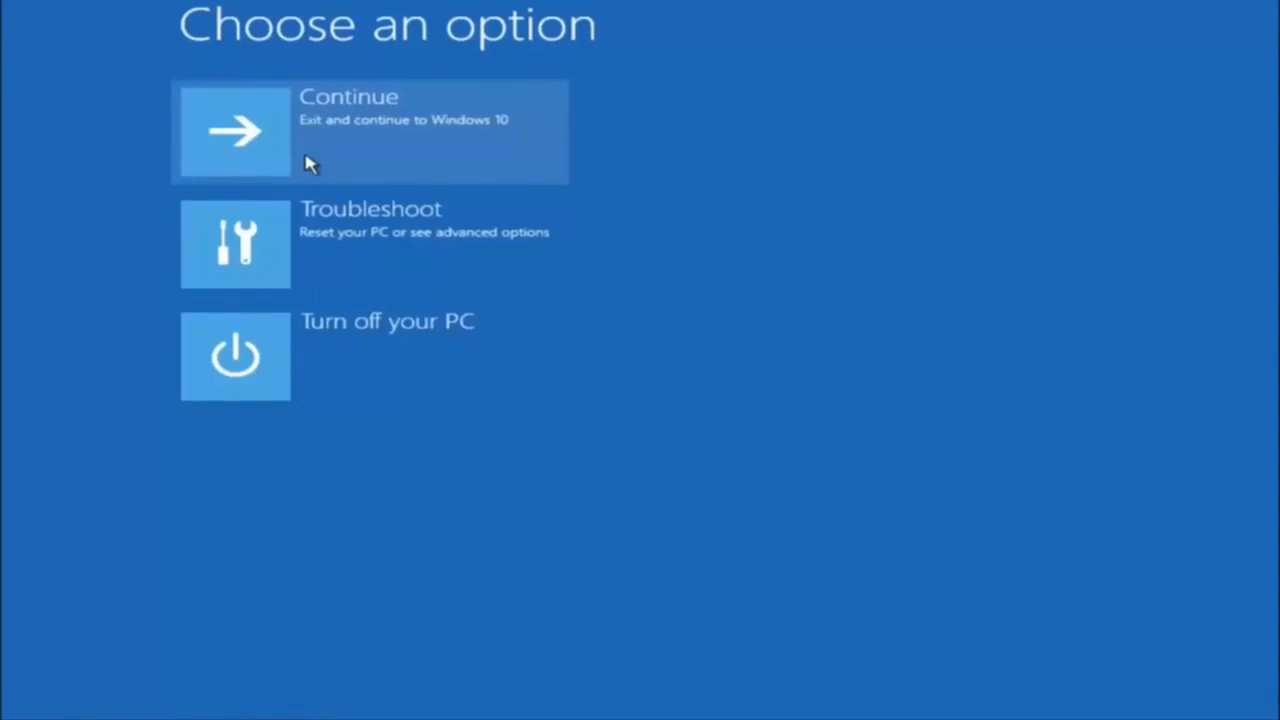 Choose an option
Continue
Exit and continue to Windows 10
Troubleshoot
Reset your PC or see advanced options
Turn off your PC